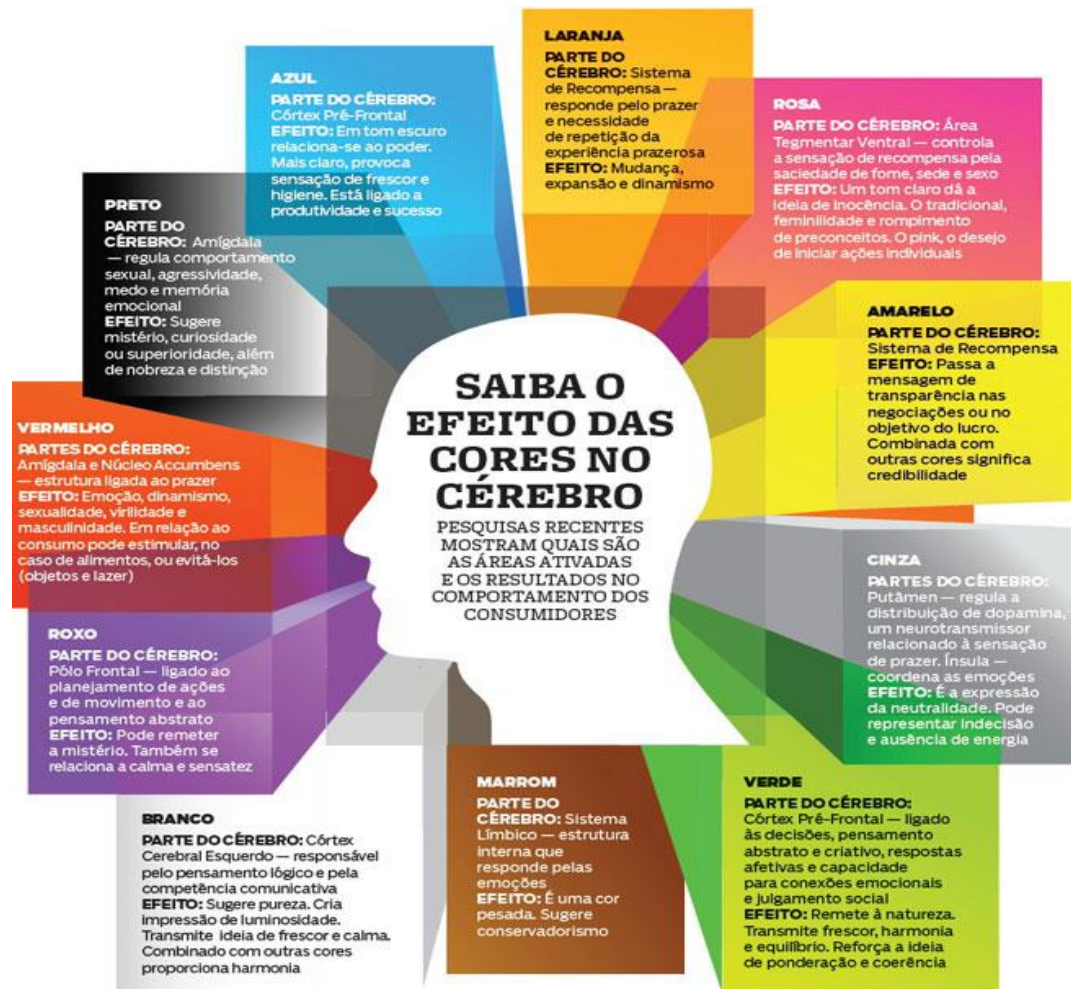 SAIBA O
EFEITO DAS
CORES NO
CÉREBRO
PESQUISAS RECENTES
MOSTRAM QUAIS SÃO
AS ÁREAS ATIVADAS
E OS RESULTADOS NO
COMPORTAMENTO DOS
CONSUMIDORES
LARANJA
PARTE DO
CÉREBRO: Sistema
de Recompensa —
responde pelo prazer
e necessidade
de repetição da
experiência prazerosa
EFEITO: Mudança,
expansão e dinamismo
ROSA
PARTE DO CÉREBRO: Área
Tegmentar Ventral — controla
a sensação de recompensa pela
saciedade de fome, sede e sexo
EFEITO: Um tom claro dá a
ideia de inocência. O tradicional,
feminilidade e rompimento
de preconceitos. O pink, o desejo
de iniciar ações individuais
AMARELO
PARTE DO CÉREBRO:
Sistema de Recompensa
EFEITO: Passa a
mensagem de
transparência nas
negociações ou no
objetivo do lucro.
Combinada com
outras cores significa
credibilidade
CINZA
PARTES DO CÉREBRO:
Putâmen — regula a
distribuição de dopamina,
um neurotransmissor
relacionado à sensação
de prazer. Ínsula —
coordena as emoções
EFEITO: É a expressão
da neutralidade. Pode
representar indecisão
e ausência de energia
VERDE
PARTE DO CÉREBRO:
Córtex Pré-Frontal — ligado
às decisões, pensamento
abstrato e criativo, respostas
afetivas e capacidade
para conexões emocionais
e julgamento social
EFEITO: Remete à natureza.
Transmite frescor, harmonia
e equilíbrio. Reforça a ideia
de ponderação e coerência
MARROM
PARTE DO
CÉREBRO: Sistema
Límbico — estrutura
interna que
responde pelas
emoções
EFEITO: É uma cor
pesada. Sugere
conservadorismo
BRANCO
PARTE DO CÉREBRO: Córtex
Cerebral Esquerdo — responsável
pelo pensamento lógico e pela
competência comunicativa
EFEITO: Sugere pureza. Cria
impressão de luminosidade.
Transmite ideia de frescor e calma.
Combinado com outras cores
proporciona harmonia
ROXO
PARTE DO CÉREBRO:
Pólo Frontal — ligado ao
planejamento de ações
e de movimento e ao
pensamento abstrato
EFEITO: Pode remeter
a mistério. Também se
relaciona a calma e sensatez
VERMELHO
PARTES DO CÉREBRO:
Amígdala e Núcleo Accumbens
— estrutura ligada ao prazer
EFEITO: Emoção, dinamismo,
sexualidade, virilidade e
masculinidade. Em relação ao
consumo pode estimular, no
caso de alimentos, ou evitá-los
(objetos e lazer)
PRETO
PARTE DO
CÉREBRO: Amígdala
— regula comportamento
sexual, agressividade,
medo e memória
emocional
EFEITO: Sugere
mistério, curiosidade
ou superioridade, além
de nobreza e distinção
AZUL
PARTE DO CÉREBRO:
Córtex Pré-Frontal
EFEITO: Em tom escuro
relaciona-se ao poder.
Mais claro, provoca
sensação de frescor e
higiene. Está ligado a
produtividade e sucesso